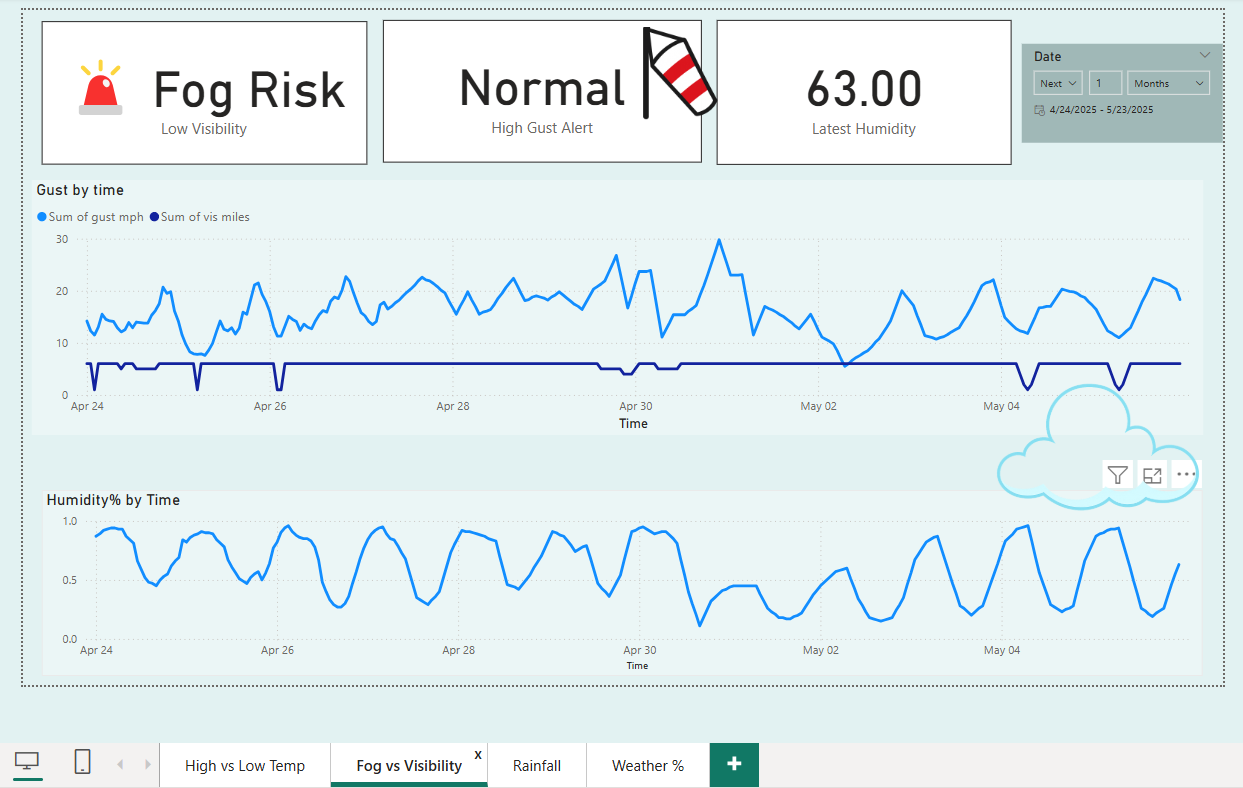 Fog Risk
Low Visibility
Normal
High Gust Alert
63.00
Latest Humidity
Date
Next 1 Months
4/24/2025 - 5/23/2025
Gust by time
Sum of gust mph Sum of vis miles
30
20
10
0
Apr 24 Apr 26 Apr 28 Apr 30 May 02 May 04
Time
Humidity% by Time
1.0
0.5
0.0
Apr 24 Apr 26 Apr 28 Apr 30 May 02 May 04
Time
High vs Low Temp Fog vs Visibility x Rainfall Weather % +